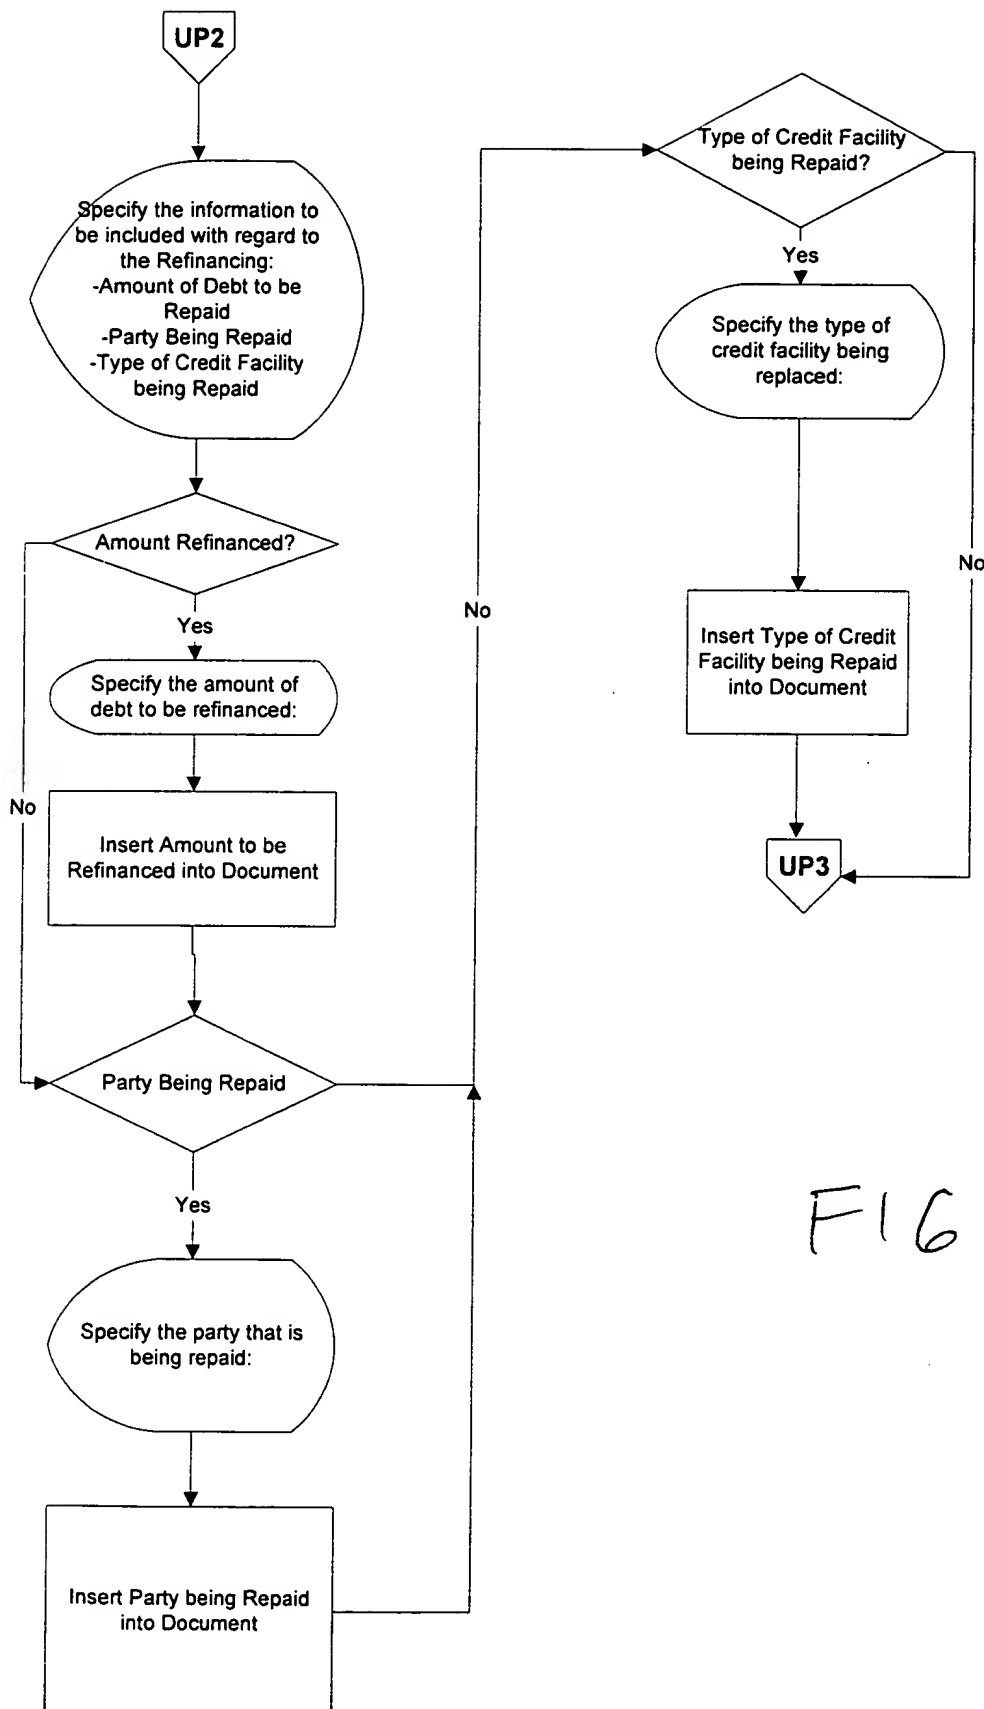 UP2
Specify the information to
be included with regard to
the Refinancing:
-Amount of Debt to be
Repaid
-Party Being Repaid
-Type of Credit Facility
being Repaid
Amount Refinanced?
Yes
No
Specify the amount of
debt to be refinanced:
Insert Amount to be
Refinanced into Document
Party Being Repaid
Yes
No
Specify the party that is
being repaid:
Insert Party being Repaid
into Document
Type of Credit Facility
being Repaid?
Yes
No
Specify the type of
credit facility being
replaced:
Insert Type of Credit
Facility being Repaid
into Document
UP3
F16